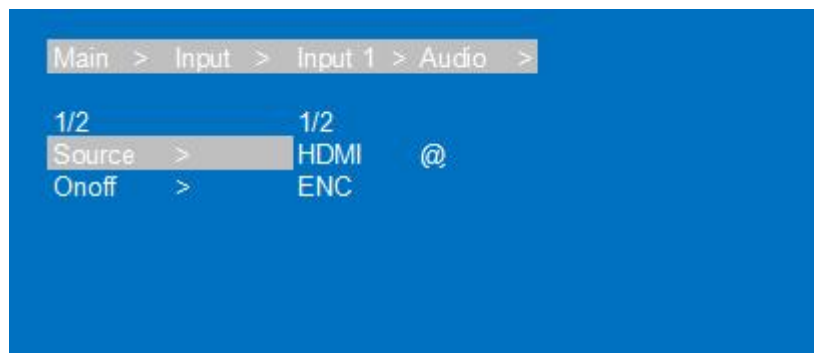 Main > Input > Input 1 > Audio >
1/2 1/2
Source > HDMI @
Onoff > ENC